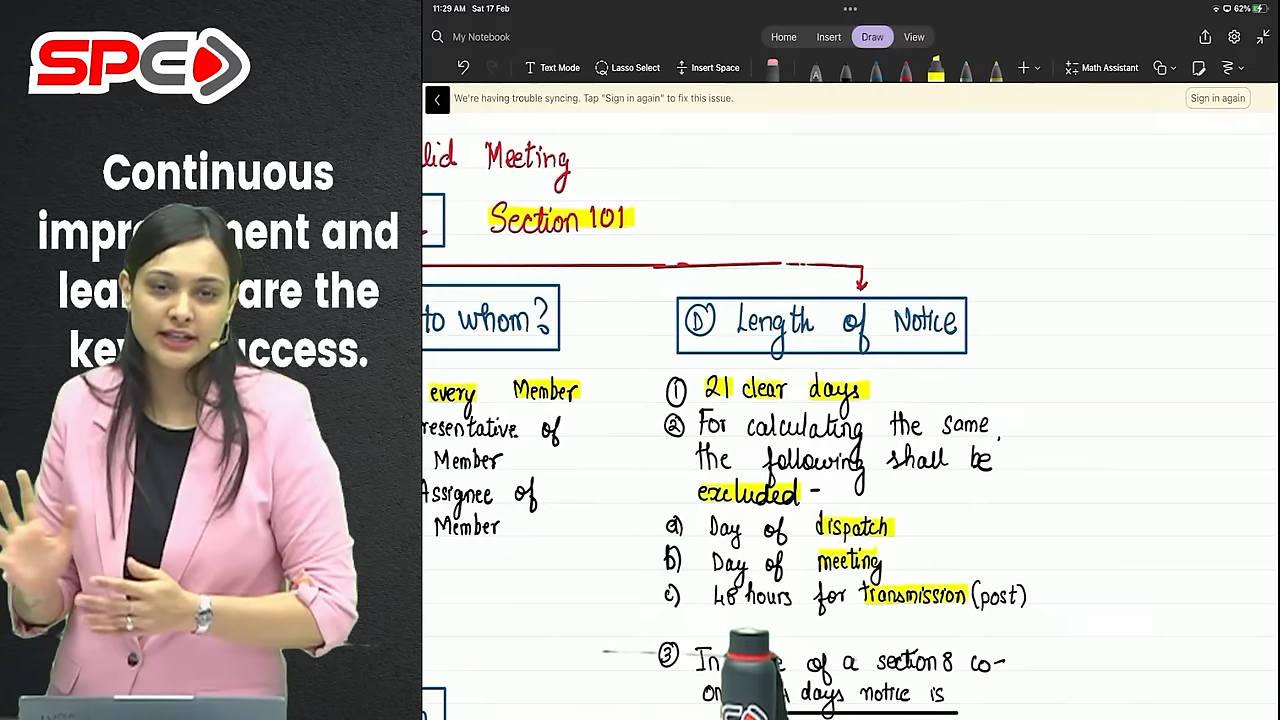 SPC
Continuous
and
are the
success.
11:29 AM Sat 17 Feb
62%
My Notebook
Home Insert Draw View
Text Mode Lasso Select Insert Space Math Assistant
We're having trouble syncing. Tap "Sign in again" to fix this issue. Sign in again
lid Meeting
Section 101
to whom?
every Member
resentative of
Member
Assignee of
Member
D Length of Notice
1 21 clear days
2 For calculating the same,
the following shall be
excluded -
a) Day of dispatch
b) Day of meeting
c) 48 hours for transmission (post)
3 In of a section 8 co-
days notice is